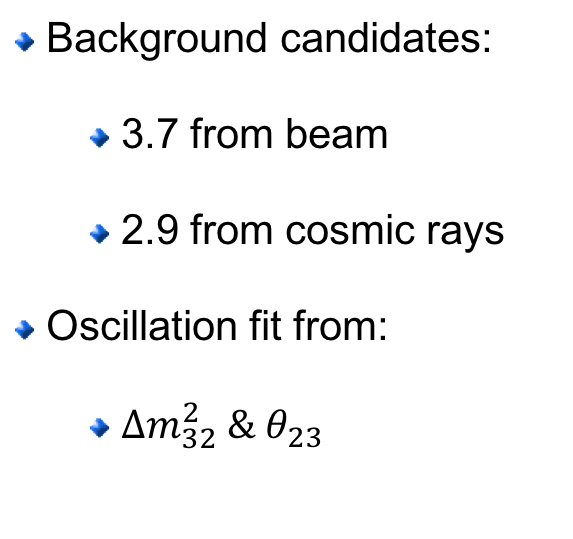 Background candidates:
3.7 from beam
2.9 from cosmic rays
Oscillation fit from:
Δm²₃₂ & θ₂₃